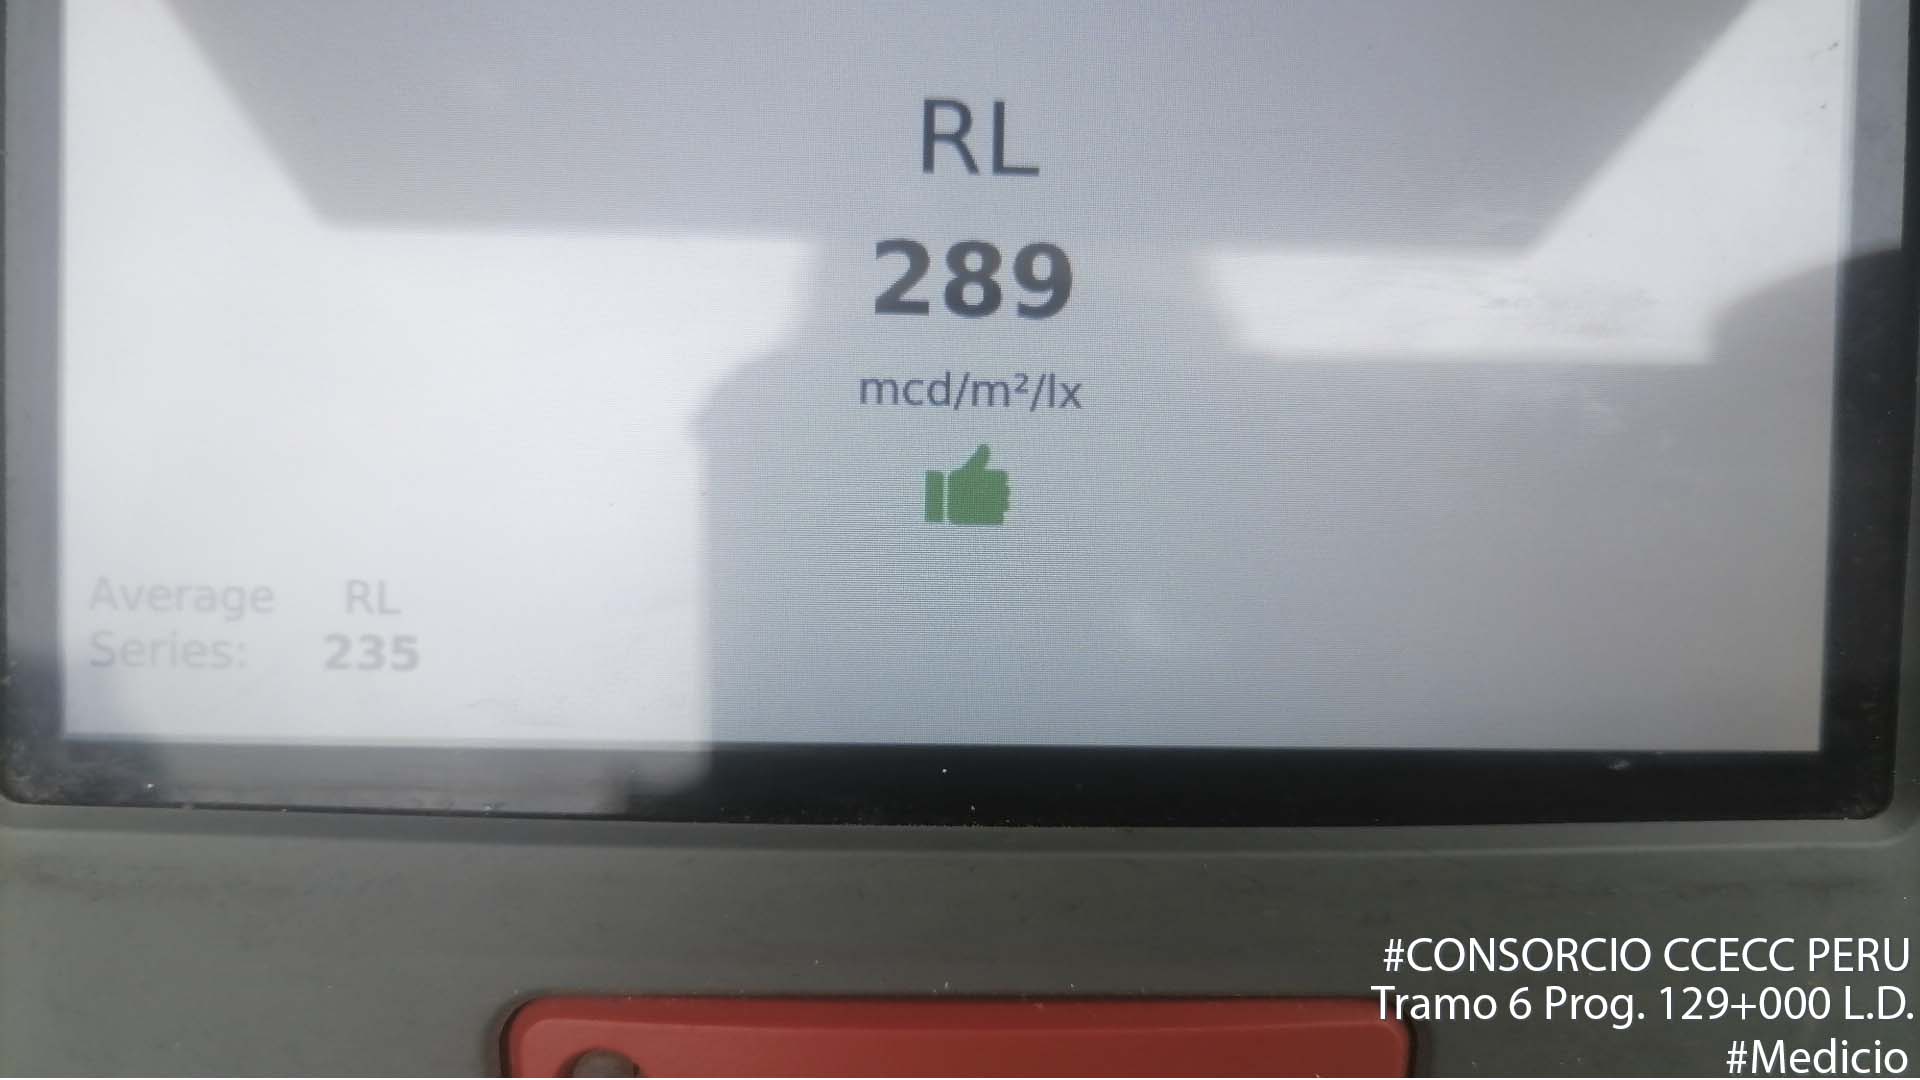 RL
289
mcd/m²/lx
Average RL
Series: 235
#CONSORCIO CCECC PERU
Tramo 6 Prog. 129+000 L.D.
#Medicio